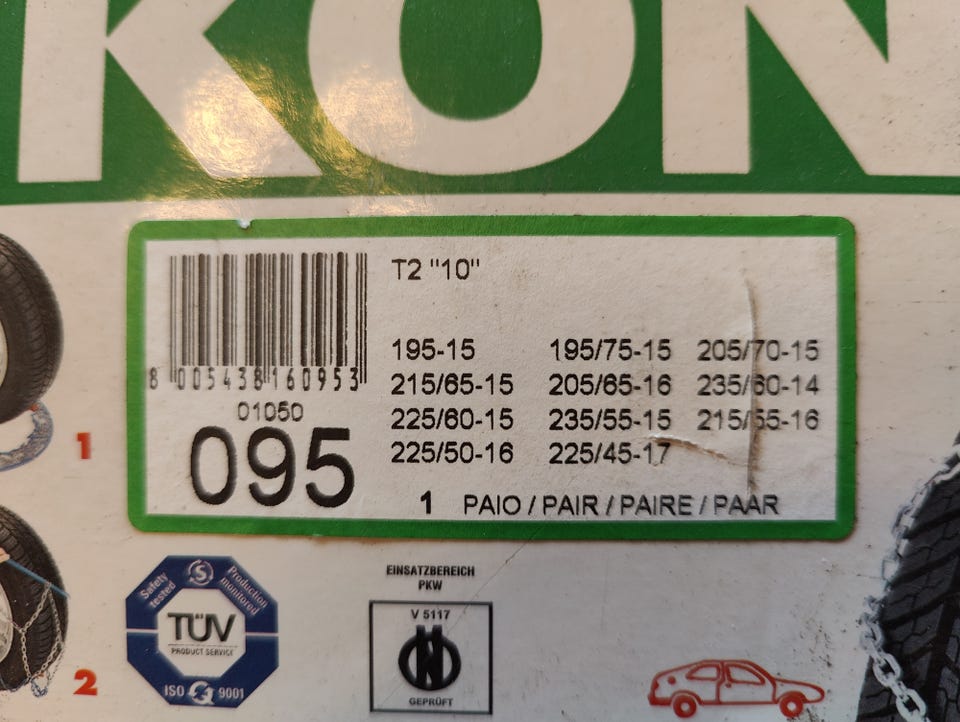 KON
T2 "10"
8 005438 160953
01050
095
195-15 195/75-15 205/70-15
215/65-15 205/65-16 235/60-14
225/60-15 235/55-15 215/55-16
225/50-16 225/45-17
1 PAIO / PAIR / PAIRE / PAAR
1
2
Safety tested
Production monitored
TÜV
PRODUCT SERVICE
ISO 9001
EINSATZBEREICH
PKW
V 5117
GEPRÜFT